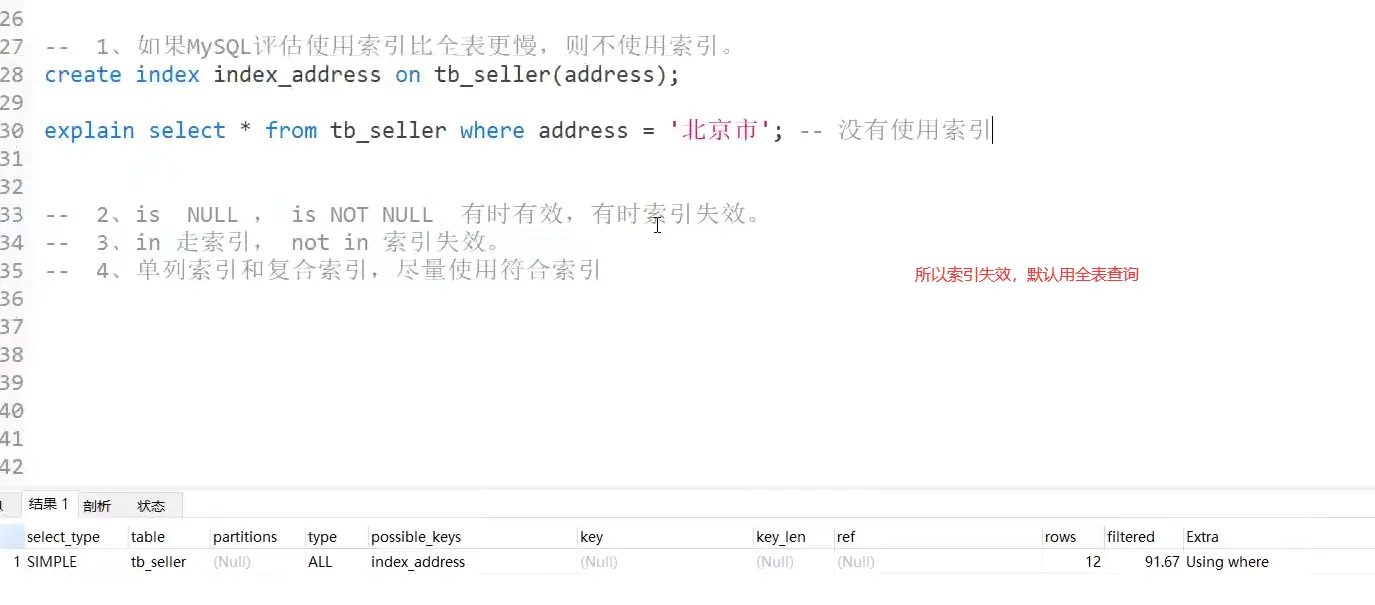 26
27 -- 1、如果MySQL评估使用索引比全表更慢，则不使用索引。
28 create index index_address on tb_seller(address);
29
30 explain select * from tb_seller where address = '北京市'; -- 没有使用索引
31
32
33 -- 2、is NULL ， is NOT NULL 有时有效，有时索引失效。
34 -- 3、in 走索引， not in 索引失效。
35 -- 4、单列索引和复合索引，尽量使用符合索引
所以索引失效，默认用全表查询
36
37
38
39
40
41
42
结果 1 剖析 状态
select_type table partitions type possible_keys key key_len ref rows filtered Extra
1 SIMPLE tb_seller (Null) ALL index_address (Null) (Null) (Null) 12 91.67 Using where